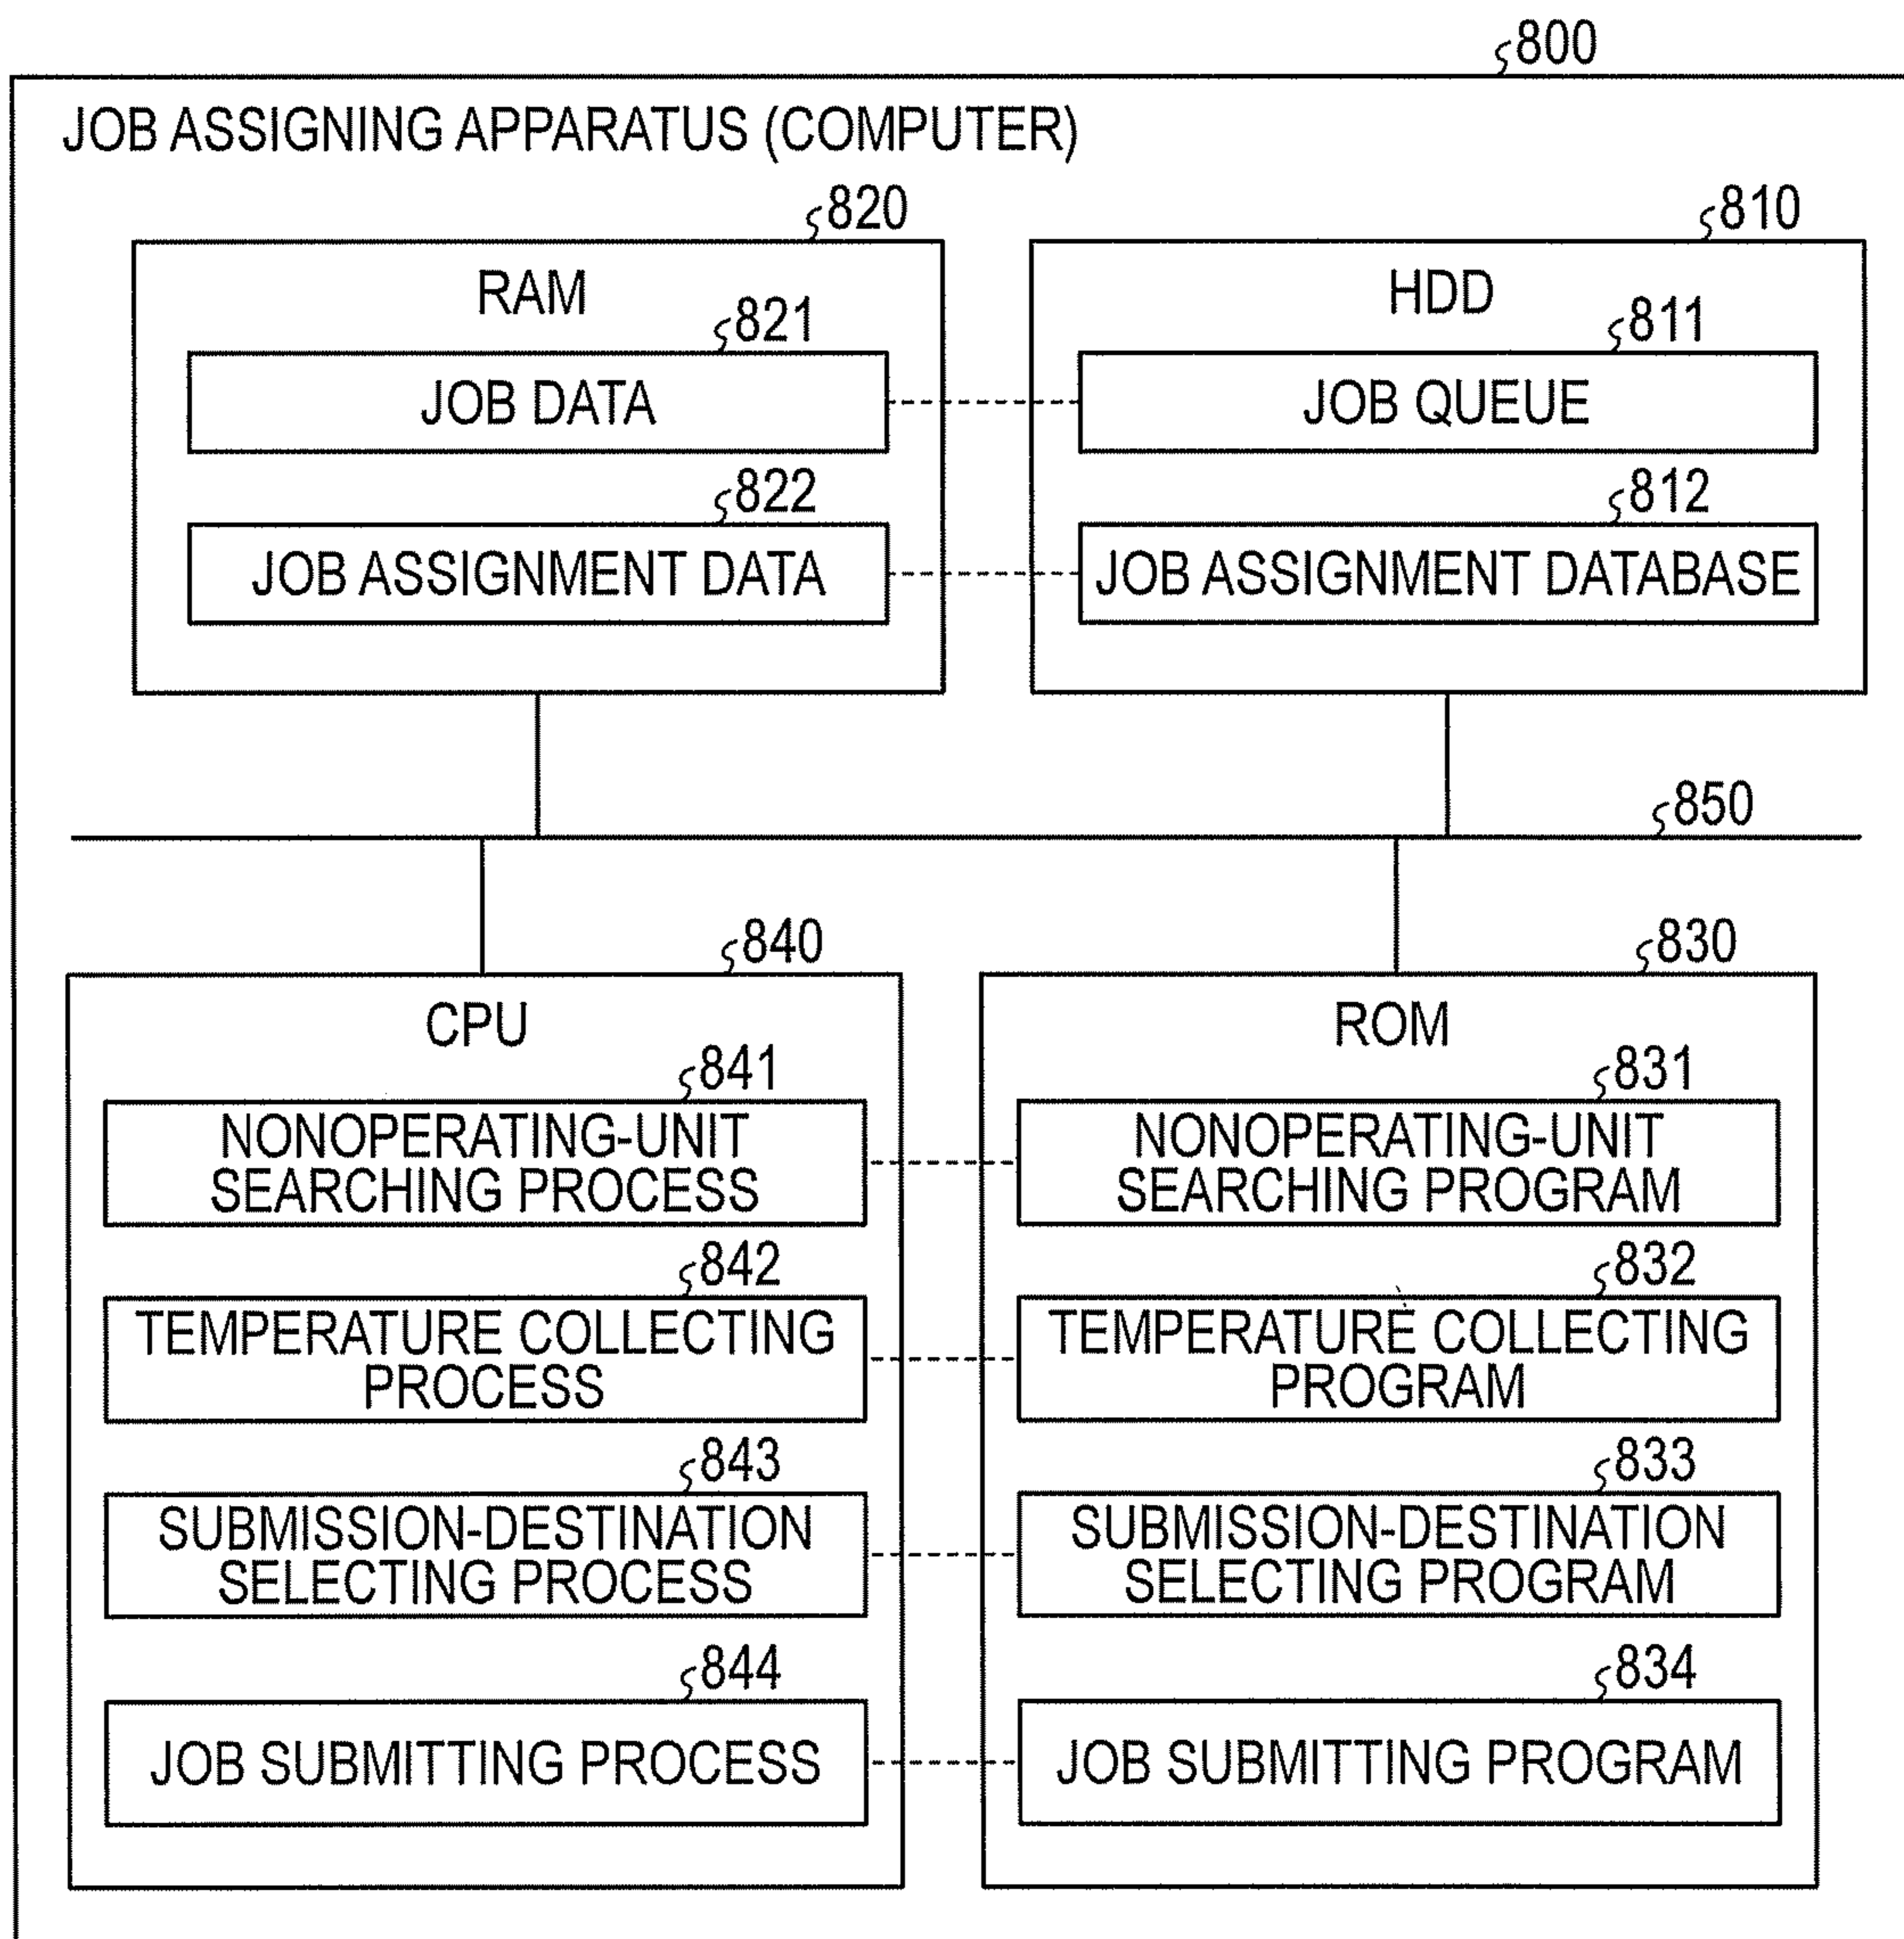 800
JOB ASSIGNING APPARATUS (COMPUTER)
820
RAM
821
JOB DATA
822
JOB ASSIGNMENT DATA
810
HDD
811
JOB QUEUE
812
JOB ASSIGNMENT DATABASE
850
840
CPU
841
NONOPERATING-UNIT
SEARCHING PROCESS
842
TEMPERATURE COLLECTING
PROCESS
843
SUBMISSION-DESTINATION
SELECTING PROCESS
844
JOB SUBMITTING PROCESS
830
ROM
831
NONOPERATING-UNIT
SEARCHING PROGRAM
832
TEMPERATURE COLLECTING
PROGRAM
833
SUBMISSION-DESTINATION
SELECTING PROGRAM
834
JOB SUBMITTING PROGRAM